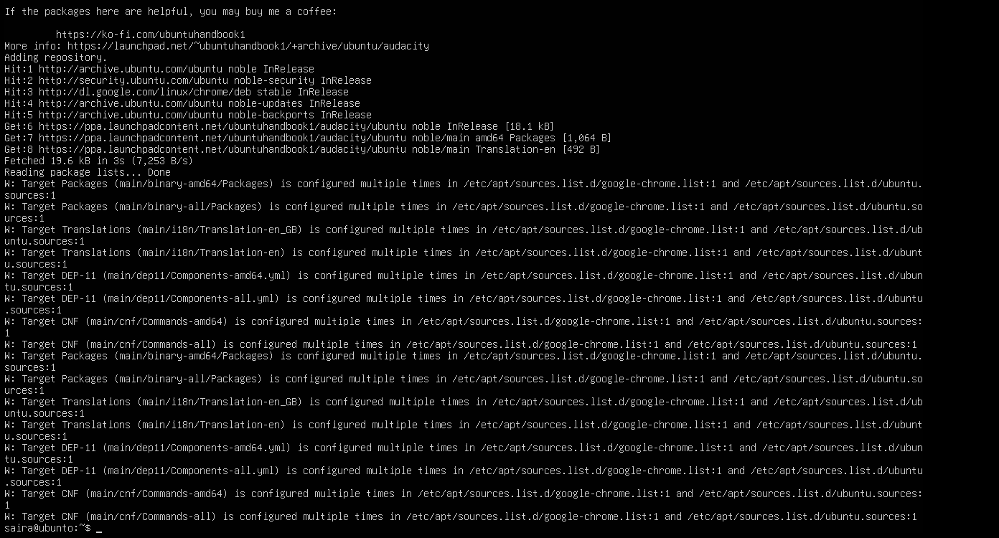 If the packages here are helpful, you may buy me a coffee:
https://ko-fi.com/ubuntuhandbook1
More info: https://launchpad.net/~ubuntuhandbook1/+archive/ubuntu/audacity
Adding repository.
Hit:1 http://archive.ubuntu.com/ubuntu noble InRelease
Hit:2 http://security.ubuntu.com/ubuntu noble-security InRelease
Hit:3 http://dl.google.com/linux/chrome/deb stable InRelease
Hit:4 http://archive.ubuntu.com/ubuntu noble-updates InRelease
Hit:5 http://archive.ubuntu.com/ubuntu noble-backports InRelease
Get:6 https://ppa.launchpadcontent.net/ubuntuhandbook1/audacity/ubuntu noble InRelease [18.1 kB]
Get:7 https://ppa.launchpadcontent.net/ubuntuhandbook1/audacity/ubuntu noble/main amd64 Packages [1,064 B]
Get:8 https://ppa.launchpadcontent.net/ubuntuhandbook1/audacity/ubuntu noble/main Translation-en [492 B]
Fetched 19.6 kB in 3s (7,253 B/s)
Reading package lists... Done
W: Target Packages (main/binary-amd64/Packages) is configured multiple times in /etc/apt/sources.list.d/google-chrome.list:1 and /etc/apt/sources.list.d/ubuntu.
sources:1
W: Target Packages (main/binary-all/Packages) is configured multiple times in /etc/apt/sources.list.d/google-chrome.list:1 and /etc/apt/sources.list.d/ubuntu.so
urces:1
W: Target Translations (main/i18n/Translation-en_GB) is configured multiple times in /etc/apt/sources.list.d/google-chrome.list:1 and /etc/apt/sources.list.d/ub
untu.sources:1
W: Target Translations (main/i18n/Translation-en) is configured multiple times in /etc/apt/sources.list.d/google-chrome.list:1 and /etc/apt/sources.list.d/ubunt
u.sources:1
W: Target DEP-11 (main/dep11/Components-amd64.yml) is configured multiple times in /etc/apt/sources.list.d/google-chrome.list:1 and /etc/apt/sources.list.d/ubun
tu.sources:1
W: Target DEP-11 (main/dep11/Components-all.yml) is configured multiple times in /etc/apt/sources.list.d/google-chrome.list:1 and /etc/apt/sources.list.d/ubuntu
.sources:1
W: Target CNF (main/cnf/Commands-amd64) is configured multiple times in /etc/apt/sources.list.d/google-chrome.list:1 and /etc/apt/sources.list.d/ubuntu.sources:
1
W: Target CNF (main/cnf/Commands-all) is configured multiple times in /etc/apt/sources.list.d/google-chrome.list:1 and /etc/apt/sources.list.d/ubuntu.sources:1
W: Target Packages (main/binary-amd64/Packages) is configured multiple times in /etc/apt/sources.list.d/google-chrome.list:1 and /etc/apt/sources.list.d/ubuntu.
sources:1
W: Target Packages (main/binary-all/Packages) is configured multiple times in /etc/apt/sources.list.d/google-chrome.list:1 and /etc/apt/sources.list.d/ubuntu.so
urces:1
W: Target Translations (main/i18n/Translation-en_GB) is configured multiple times in /etc/apt/sources.list.d/google-chrome.list:1 and /etc/apt/sources.list.d/ub
untu.sources:1
W: Target Translations (main/i18n/Translation-en) is configured multiple times in /etc/apt/sources.list.d/google-chrome.list:1 and /etc/apt/sources.list.d/ubunt
u.sources:1
W: Target DEP-11 (main/dep11/Components-amd64.yml) is configured multiple times in /etc/apt/sources.list.d/google-chrome.list:1 and /etc/apt/sources.list.d/ubun
tu.sources:1
W: Target DEP-11 (main/dep11/Components-all.yml) is configured multiple times in /etc/apt/sources.list.d/google-chrome.list:1 and /etc/apt/sources.list.d/ubuntu
.sources:1
W: Target CNF (main/cnf/Commands-amd64) is configured multiple times in /etc/apt/sources.list.d/google-chrome.list:1 and /etc/apt/sources.list.d/ubuntu.sources:
1
W: Target CNF (main/cnf/Commands-all) is configured multiple times in /etc/apt/sources.list.d/google-chrome.list:1 and /etc/apt/sources.list.d/ubuntu.sources:1
saira@ubunto:~$ _